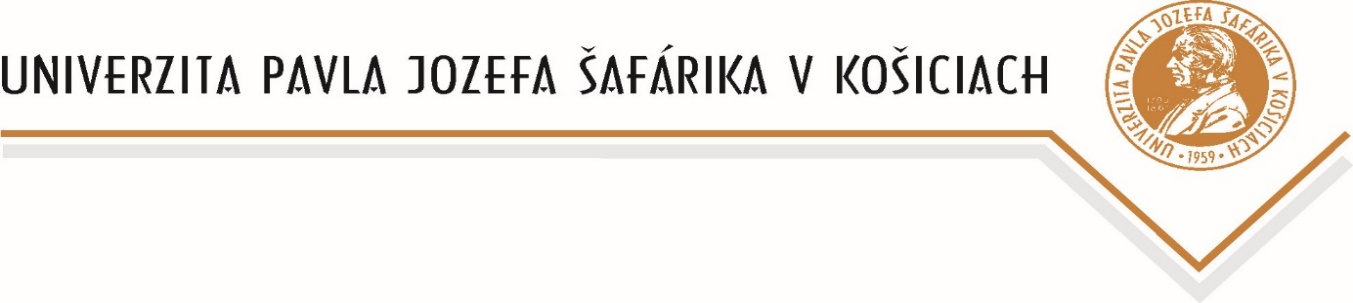 UNIVERZITA PAVLA JOZEFA ŠAFÁRIKA V KOŠICIACH
UNIVERZITA PAVLA JOZEFA ŠAFÁRIKA V KOŠICIACH
• 1959 •